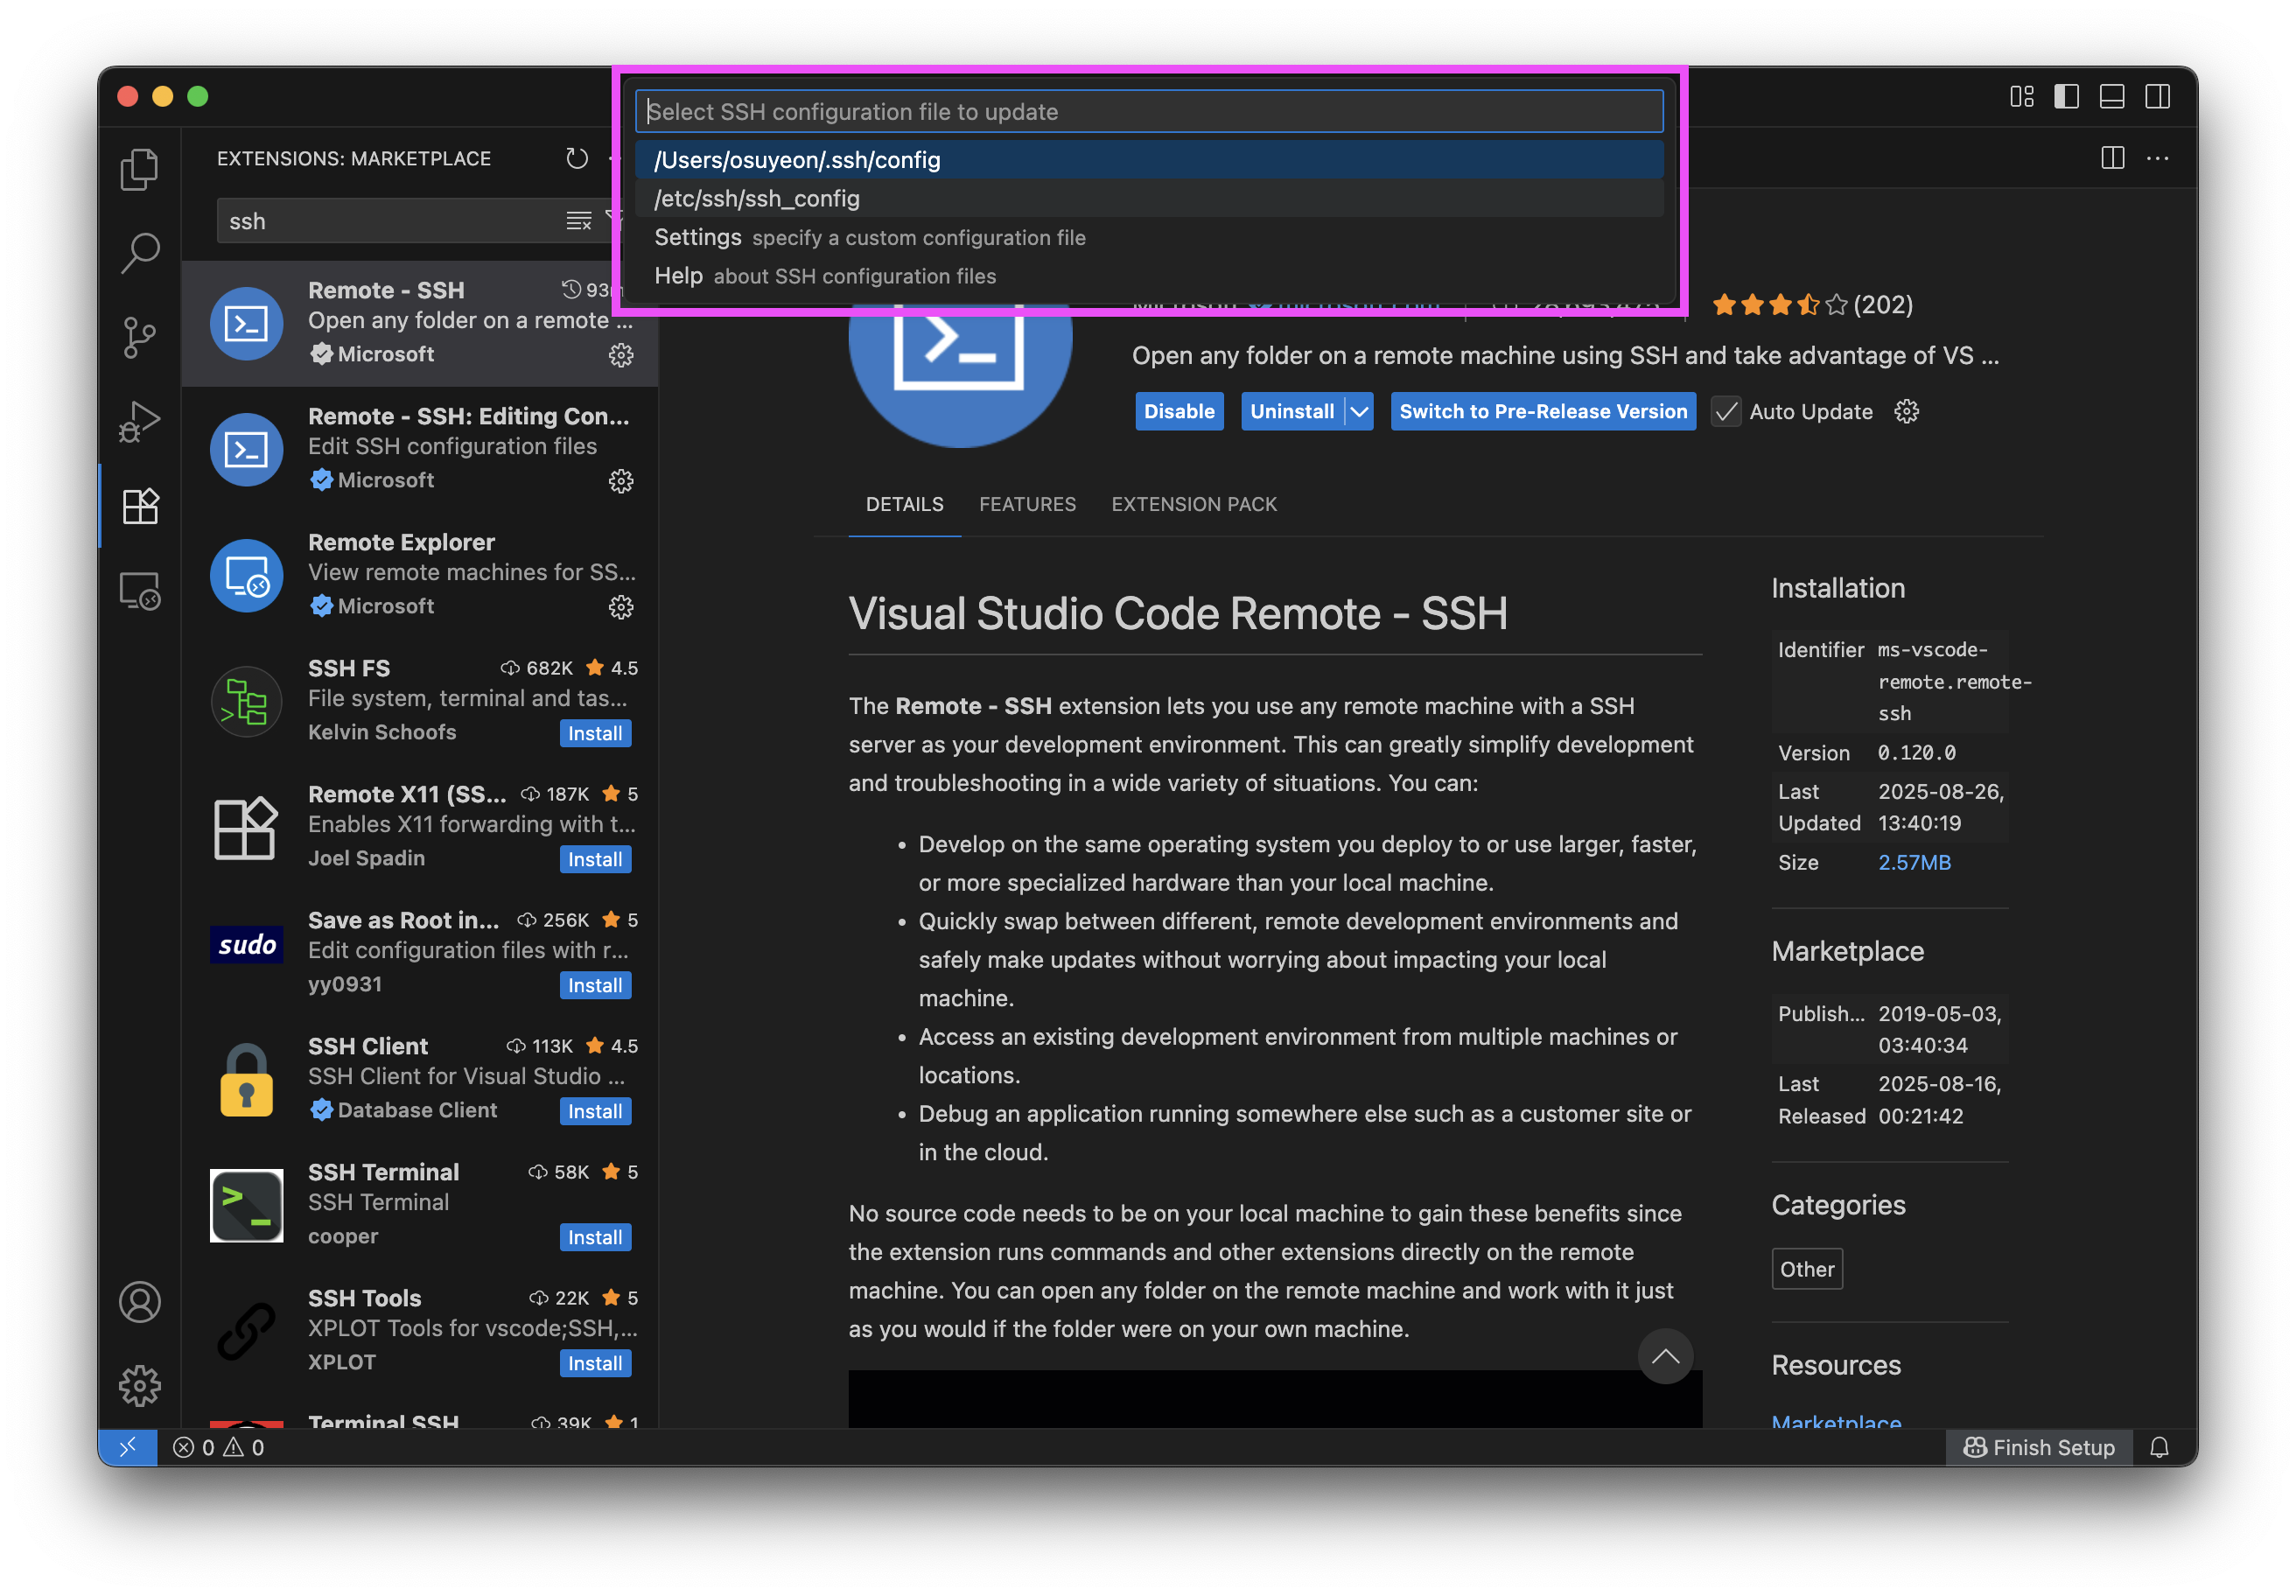 Select SSH configuration file to update
/Users/osuyeon/.ssh/config
/etc/ssh/ssh_config
Settings specify a custom configuration file
Help about SSH configuration files
EXTENSIONS: MARKETPLACE
ssh
Remote - SSH
Open any folder on a remote ...
Microsoft
Remote - SSH: Editing Con...
Edit SSH configuration files
Microsoft
Remote Explorer
View remote machines for SS...
Microsoft
SSH FS 682K 4.5
File system, terminal and tas...
Kelvin Schoofs Install
Remote X11 (SS... 187K 5
Enables X11 forwarding with t...
Joel Spadin Install
sudo
Save as Root in... 256K 5
Edit configuration files with r...
yy0931 Install
SSH Client 113K 4.5
SSH Client for Visual Studio ...
Database Client Install
SSH Terminal 58K 5
SSH Terminal
cooper Install
SSH Tools 22K 5
XPLOT Tools for vscode;SSH,...
XPLOT Install
Terminal SSH 39K 1
(202)
Open any folder on a remote machine using SSH and take advantage of VS ...
Disable Uninstall Switch to Pre-Release Version Auto Update
DETAILS FEATURES EXTENSION PACK
Visual Studio Code Remote - SSH
The Remote - SSH extension lets you use any remote machine with a SSH
server as your development environment. This can greatly simplify development
and troubleshooting in a wide variety of situations. You can:
• Develop on the same operating system you deploy to or use larger, faster,
or more specialized hardware than your local machine.
• Quickly swap between different, remote development environments and
safely make updates without worrying about impacting your local
machine.
• Access an existing development environment from multiple machines or
locations.
• Debug an application running somewhere else such as a customer site or
in the cloud.
No source code needs to be on your local machine to gain these benefits since
the extension runs commands and other extensions directly on the remote
machine. You can open any folder on the remote machine and work with it just
as you would if the folder were on your own machine.
Installation
Identifier ms-vscode-
remote.remote-
ssh
Version 0.120.0
Last 2025-08-26,
Updated 13:40:19
Size 2.57MB
Marketplace
Publish... 2019-05-03,
03:40:34
Last 2025-08-16,
Released 00:21:42
Categories
Other
Resources
Marketplace
0 0
Finish Setup